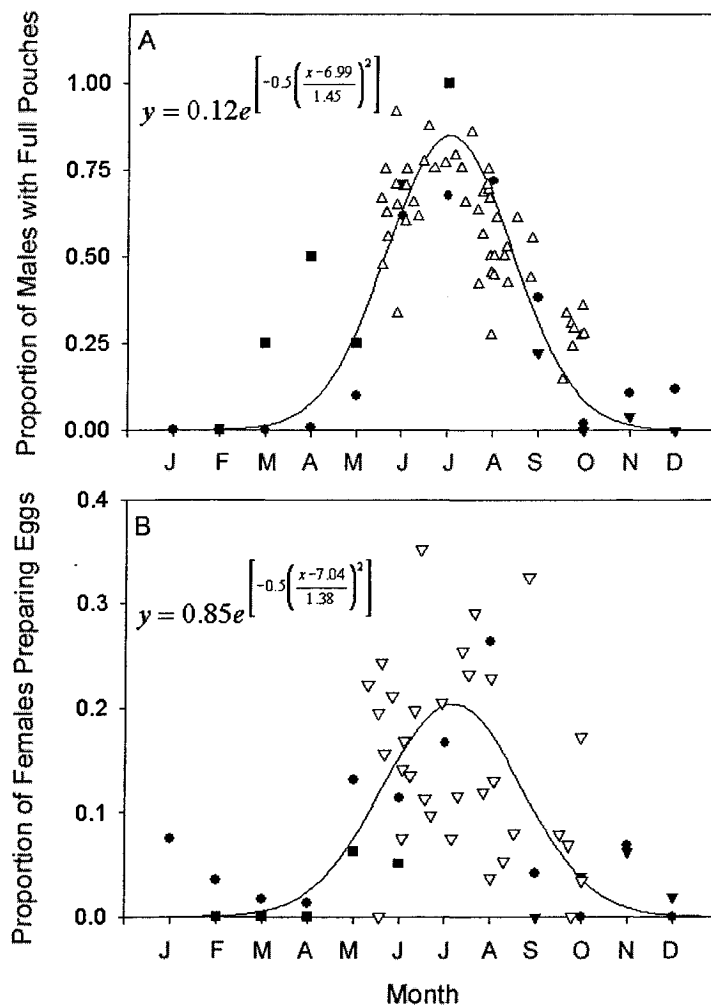 A
Proportion of Males with Full Pouches
1.00
0.75
0.50
0.25
0.00
y = 0.12e^[-0.5((x-6.99)/1.45)^2]
J F M A M J J A S O N D
B
Proportion of Females Preparing Eggs
0.4
0.3
0.2
0.1
0.0
y = 0.85e^[-0.5((x-7.04)/1.38)^2]
J F M A M J J A S O N D
Month